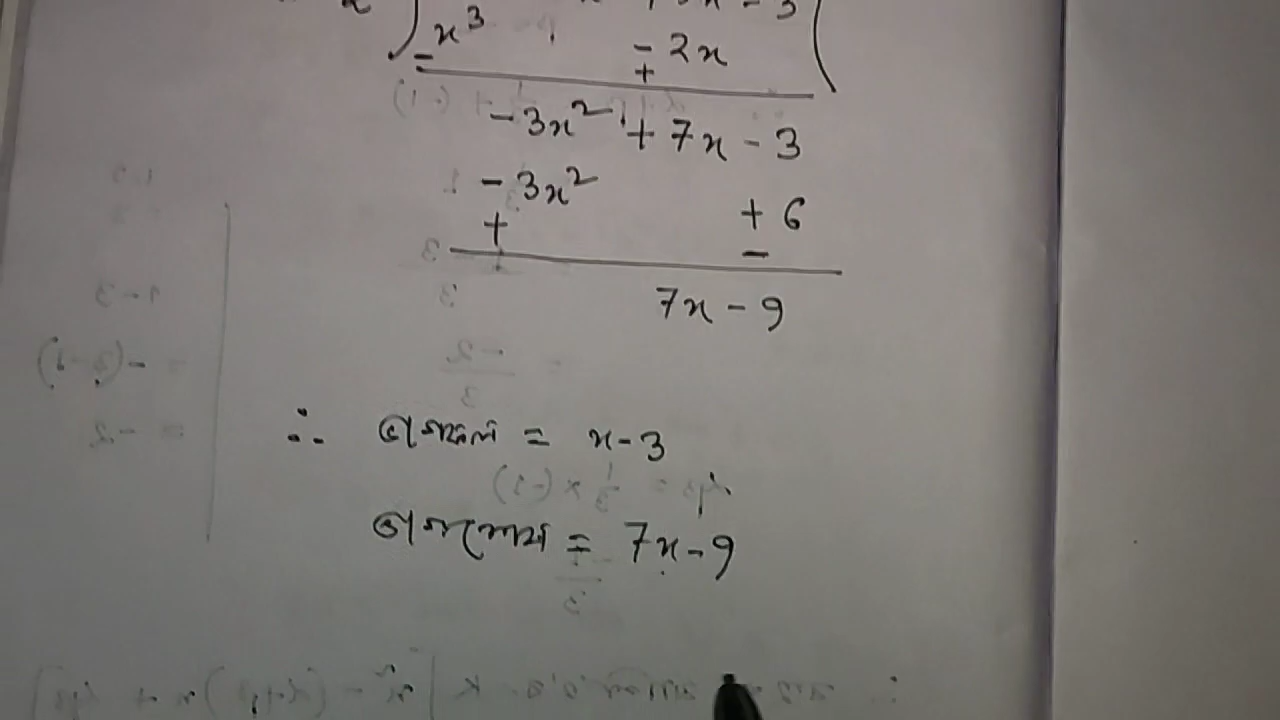 x³ - 2x
- +
- 3x² + 7x - 3
- 3x² + 6
+ -
7x - 9
∴ ভাগফল = x - 3
ভাগশেষ = 7x - 9